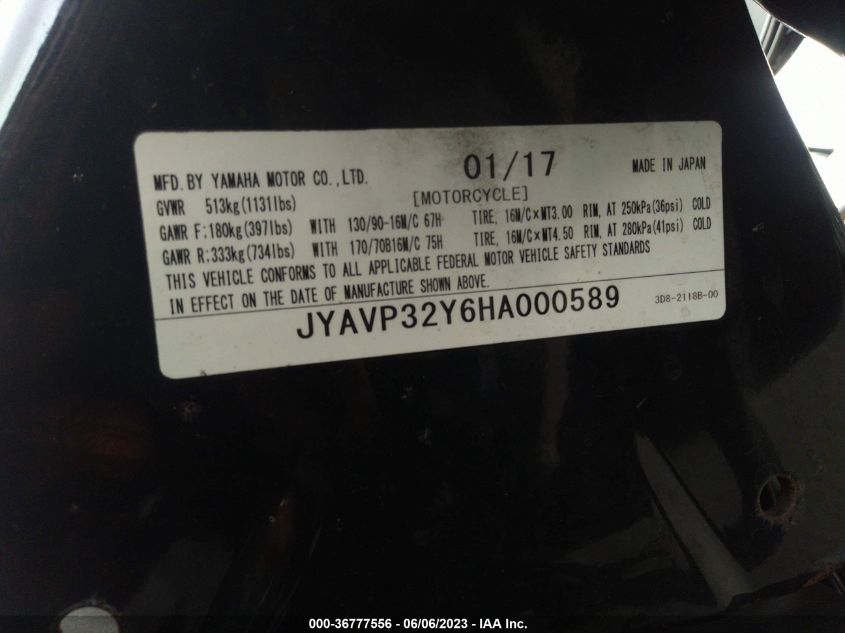 MFD. BY YAMAHA MOTOR CO.,LTD. 01/17 MADE IN JAPAN
GVWR 513kg(1131lbs) [MOTORCYCLE]
GAWR F:180kg(397lbs) WITH 130/90-16M/C 67H TIRE, 16M/C×MT3.00 RIM, AT 250kPa(36psi) COLD
GAWR R:333kg(734lbs) WITH 170/70B16M/C 75H TIRE, 16M/C×MT4.50 RIM, AT 280kPa(41psi) COLD
THIS VEHICLE CONFORMS TO ALL APPLICABLE FEDERAL MOTOR VEHICLE SAFETY STANDARDS
IN EFFECT ON THE DATE OF MANUFACTURE SHOWN ABOVE.
JYAVP32Y6HA000589 3D8-2118B-00
000-36777556 - 06/06/2023 - IAA Inc.